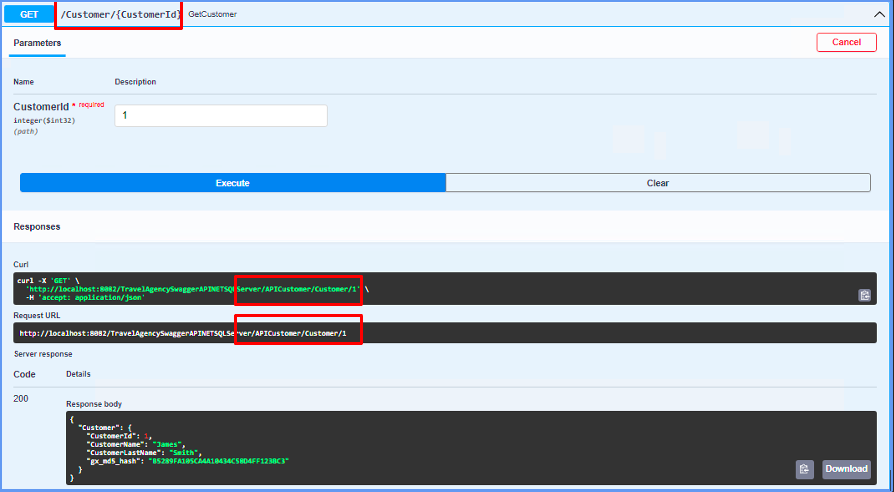 GET /Customer/{CustomerId} GetCustomer
Parameters Cancel
Name Description
CustomerId * required
integer($int32)
(path)
1
Execute Clear
Responses
Curl
curl -X 'GET' \
'http://localhost:8082/TravelAgencySwaggerAPINETSQLServer/APICustomer/Customer/1' \
-H 'accept: application/json'
Request URL
http://localhost:8082/TravelAgencySwaggerAPINETSQLServer/APICustomer/Customer/1
Server response
Code Details
200
Response body
{
"Customer": {
"CustomerId": 1,
"CustomerName": "James",
"CustomerLastName": "Smith",
"gx_md5_hash":
}
}
Download